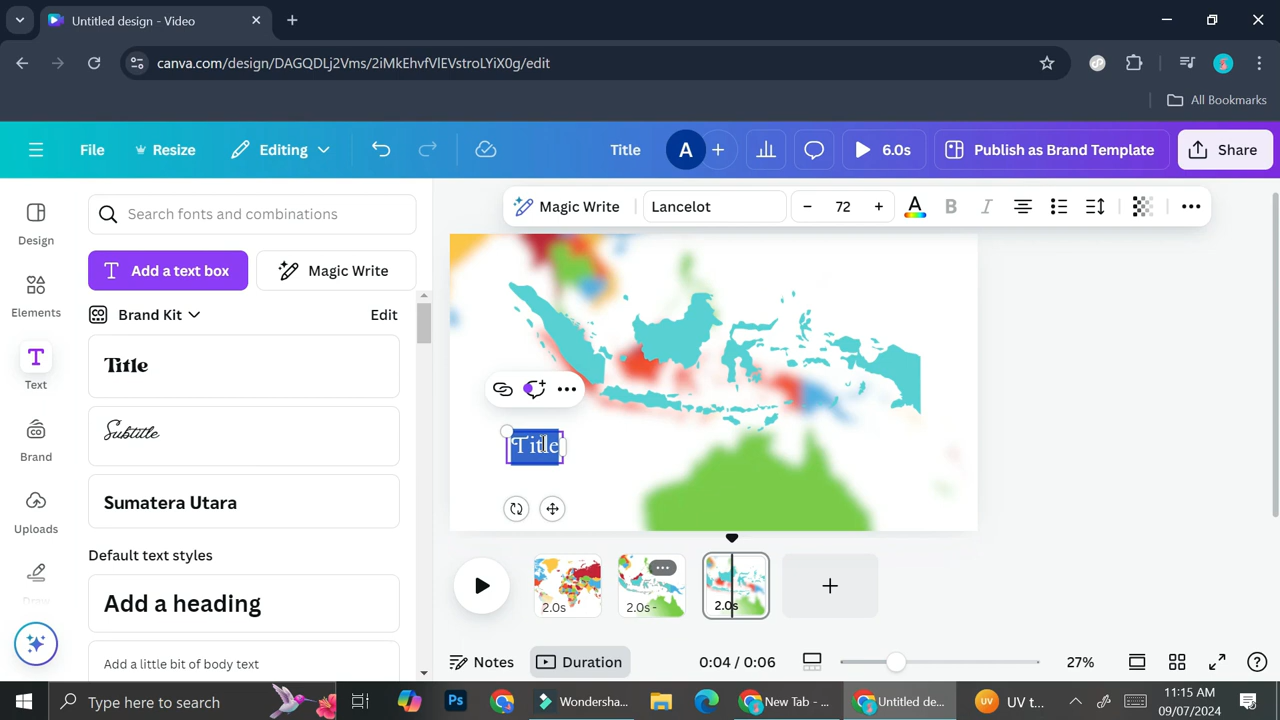 Untitled design - Video
canva.com/design/DAGQDLj2Vms/2iMkEhvfVlEVstroLYiX0g/edit
All Bookmarks
File
Resize
Editing
Title
A
6.0s
Publish as Brand Template
Share
Design
Elements
Text
Brand
Uploads
Draw
Search fonts and combinations
Add a text box
Magic Write
Brand Kit
Edit
Title
Subtitle
Sumatera Utara
Default text styles
Add a heading
Add a little bit of body text
Magic Write
Lancelot
72
A
B
I
Title
2.0s
2.0s -
2.0s
Notes
Duration
0:04 / 0:06
27%
Type here to search
Wondersha...
New Tab - ...
Untitled de...
UV t...
11:15 AM
09/07/2024